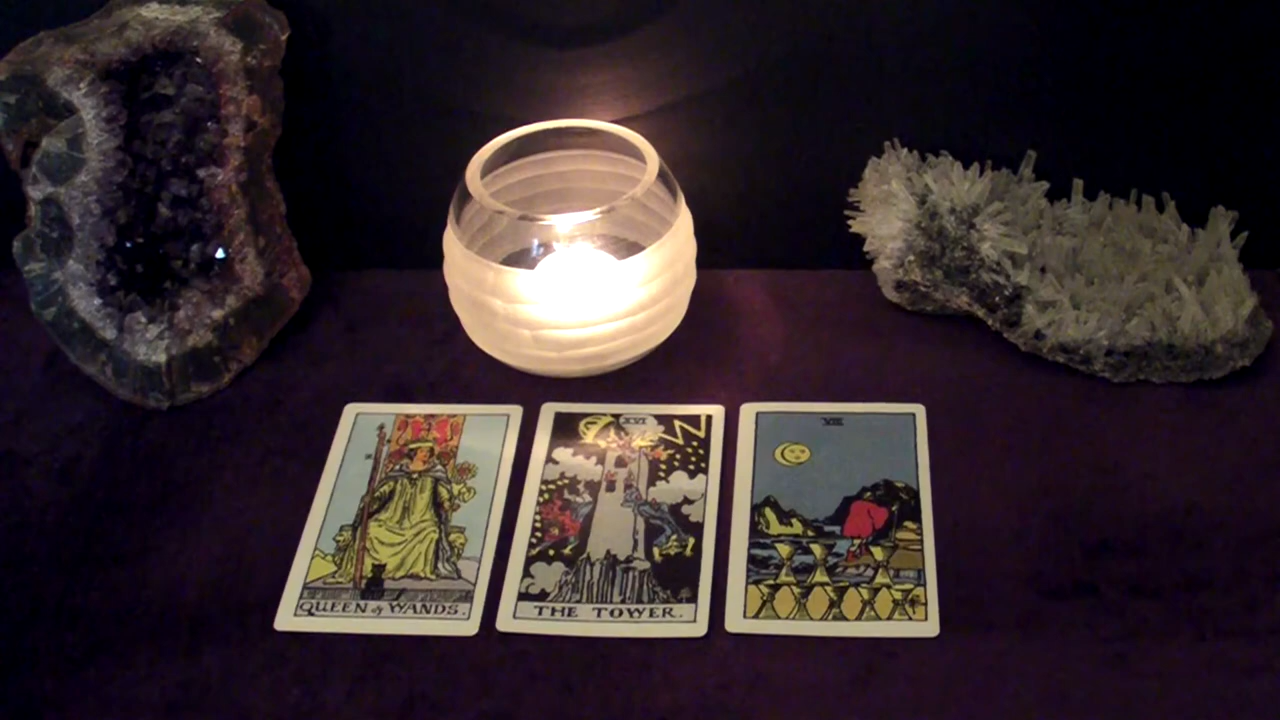 QUEEN of WANDS.
XVI
THE TOWER.
VIII